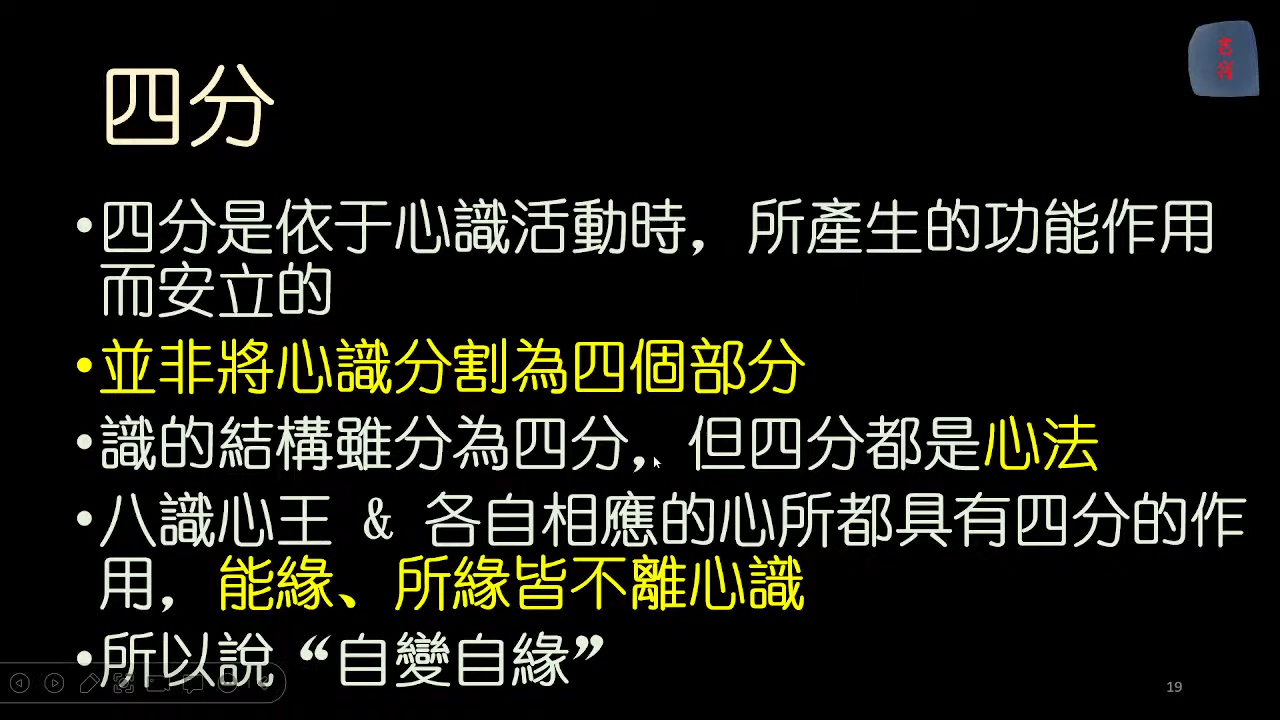 四分
•四分是依于心識活動時，所產生的功能作用
而安立的
•並非將心識分割為四個部分
•識的結構雖分為四分，但四分都是心法
•八識心王 & 各自相應的心所都具有四分的作
用，能緣、所緣皆不離心識
•所以說“自變自緣”
19